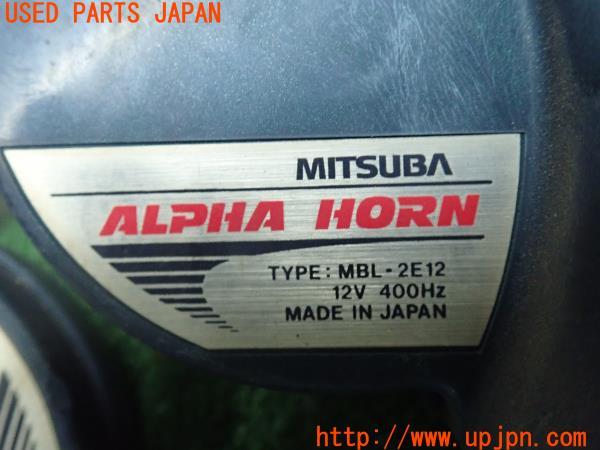 USED PARTS JAPAN
MITSUBA
ALPHA HORN
TYPE: MBL-2E12
12V 400Hz
MADE IN JAPAN
http://www.upjpn.com/